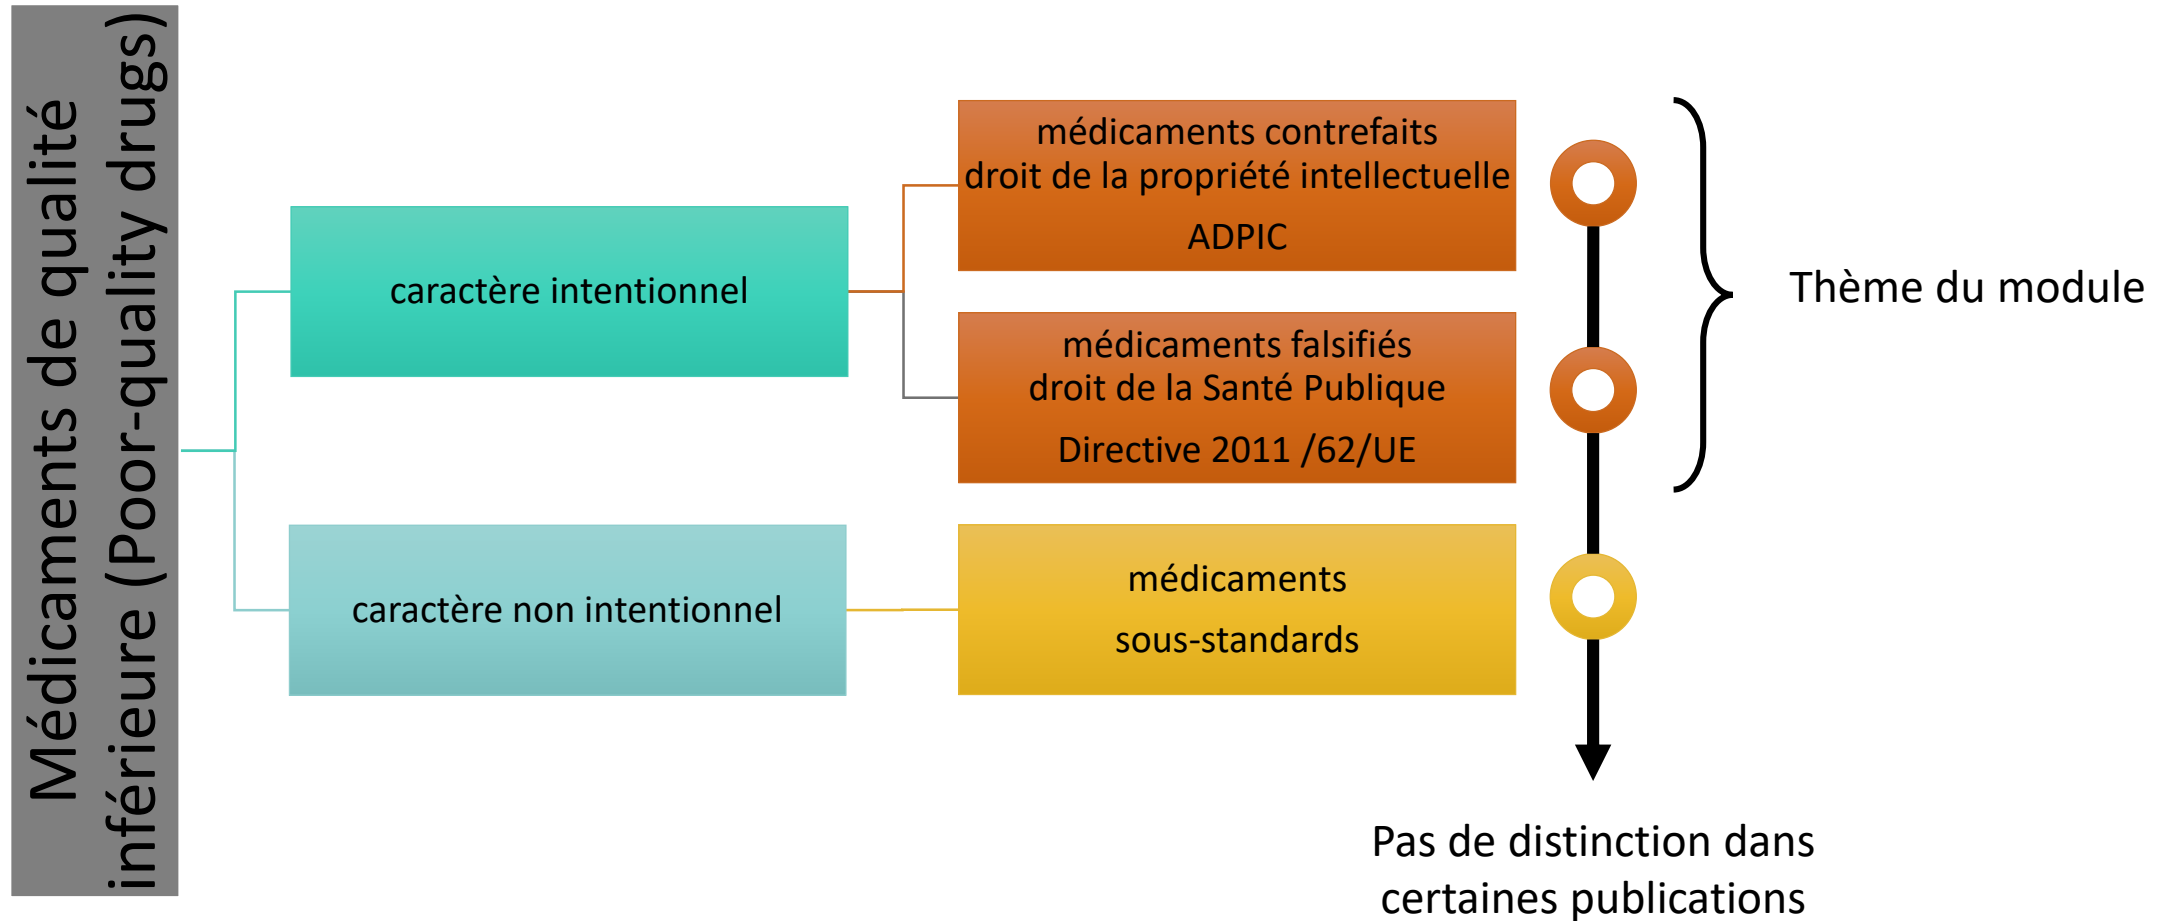 Médicaments de qualité
inférieure (Poor-quality drugs)
caractère intentionnel
médicaments contrefaits
droit de la propriété intellectuelle
ADPIC
médicaments falsifiés
droit de la Santé Publique
Directive 2011 /62/UE
Thème du module
caractère non intentionnel
médicaments
sous-standards
Pas de distinction dans
certaines publications